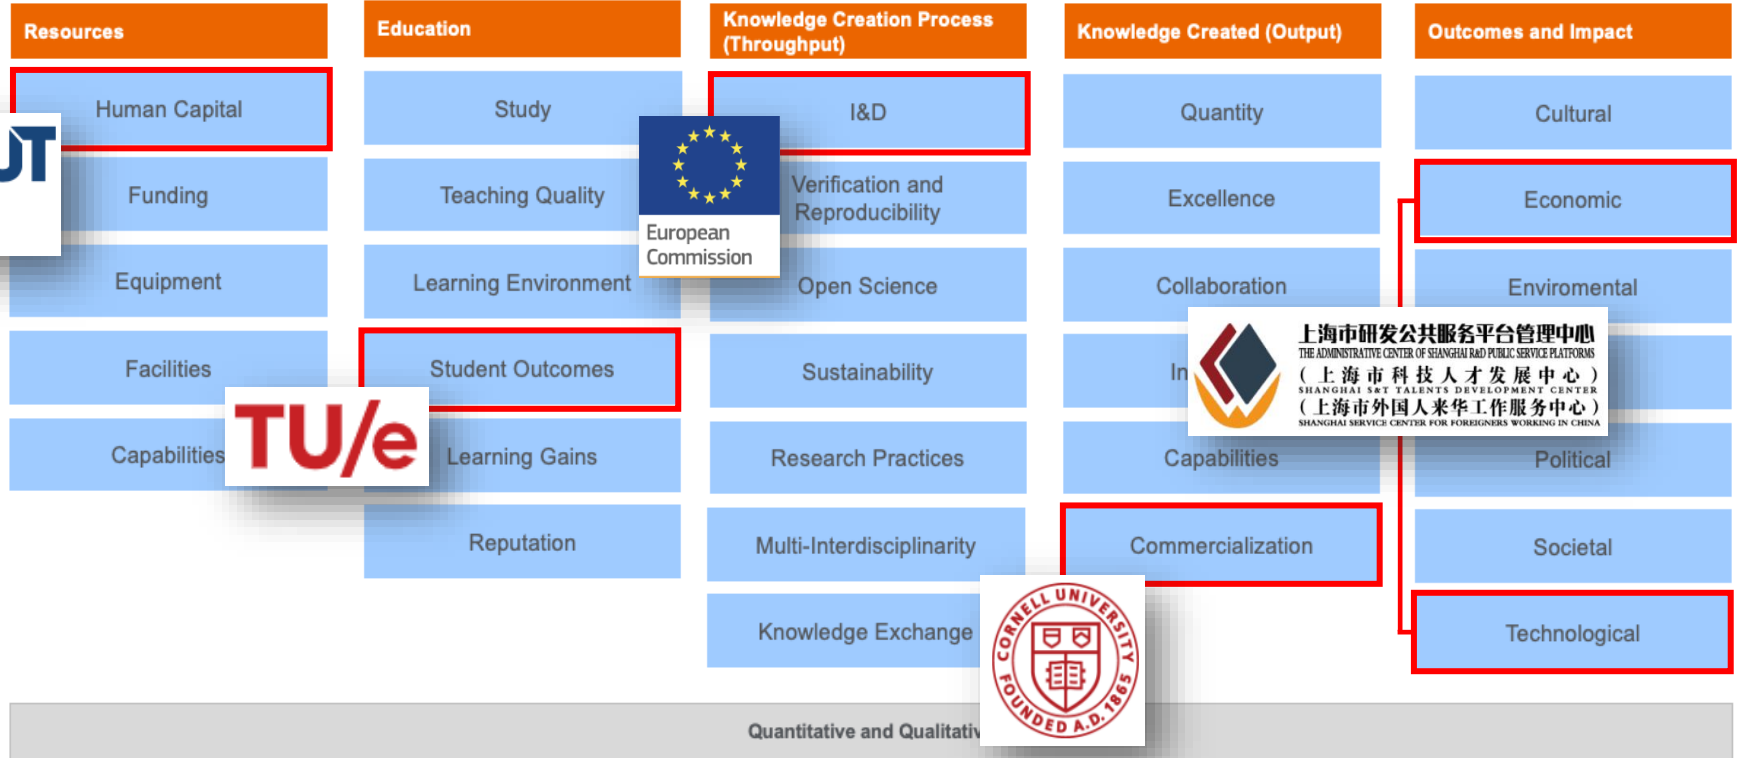 Resources
Education
Knowledge Creation Process
(Throughput)
Knowledge Created (Output)
Outcomes and Impact
Human Capital
Funding
Equipment
Facilities
Capabilities
UT
Study
Teaching Quality
Learning Environment
Student Outcomes
Learning Gains
Reputation
TU/e
I&D
Verification and
Reproducibility
Open Science
Sustainability
Research Practices
Multi-Interdisciplinarity
Knowledge Exchange
European
Commission
Quantity
Excellence
Collaboration
In
Capabilities
Commercialization
CORNELL UNIVERSITY
FOUNDED A.D. 1865
Cultural
Economic
Enviromental
Political
Societal
Technological
上海市研发公共服务平台管理中心
THE ADMINISTRATIVE CENTER OF SHANGHAI R&D PUBLIC SERVICE PLATFORMS
(上海市科技人才发展中心)
SHANGHAI S&T TALENTS DEVELOPMENT CENTER
(上海市外国人来华工作服务中心)
SHANGHAI SERVICE CENTER FOR FOREIGNERS WORKING IN CHINA
Quantitative and Qualitativ